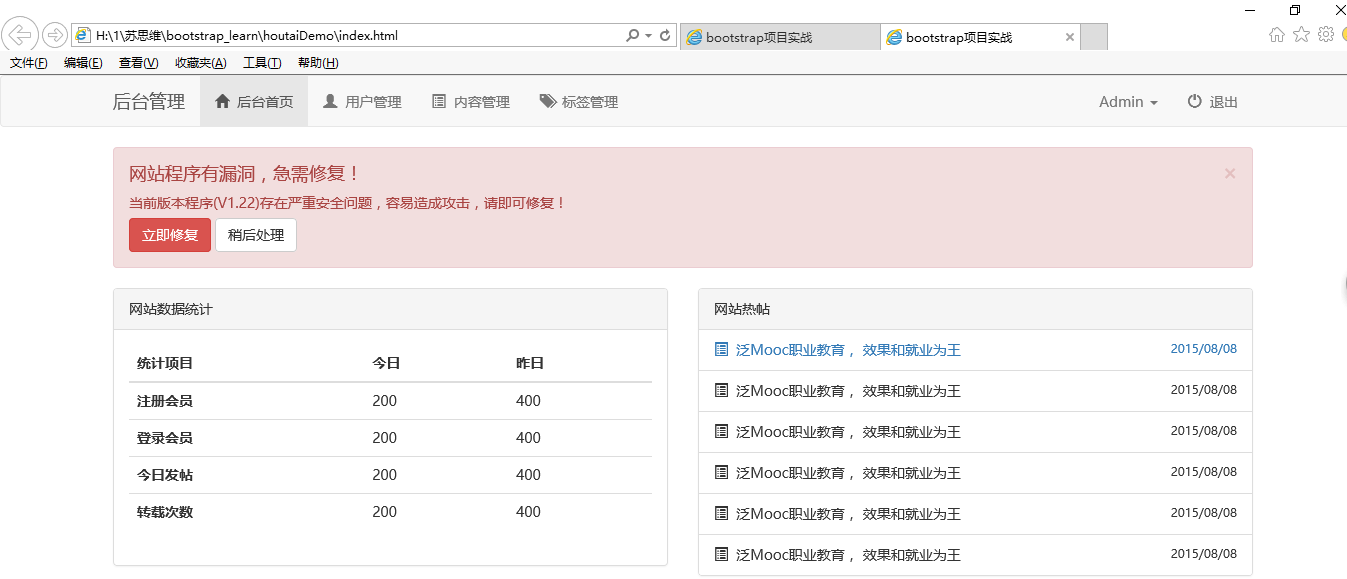 H:\1\苏思维\bootstrap_learn\houtaiDemo\index.html
bootstrap项目实战
bootstrap项目实战
文件(F) 编辑(E) 查看(V) 收藏夹(A) 工具(T) 帮助(H)
后台管理 后台首页 用户管理 内容管理 标签管理 Admin 退出
网站程序有漏洞，急需修复！
×
当前版本程序(V1.22)存在严重安全问题，容易造成攻击，请即可修复！
立即修复 稍后处理
网站数据统计
统计项目 今日 昨日
注册会员 200 400
登录会员 200 400
今日发帖 200 400
转载次数 200 400
网站热帖
泛Mooc职业教育， 效果和就业为王 2015/08/08
泛Mooc职业教育， 效果和就业为王 2015/08/08
泛Mooc职业教育， 效果和就业为王 2015/08/08
泛Mooc职业教育， 效果和就业为王 2015/08/08
泛Mooc职业教育， 效果和就业为王 2015/08/08
泛Mooc职业教育， 效果和就业为王 2015/08/08